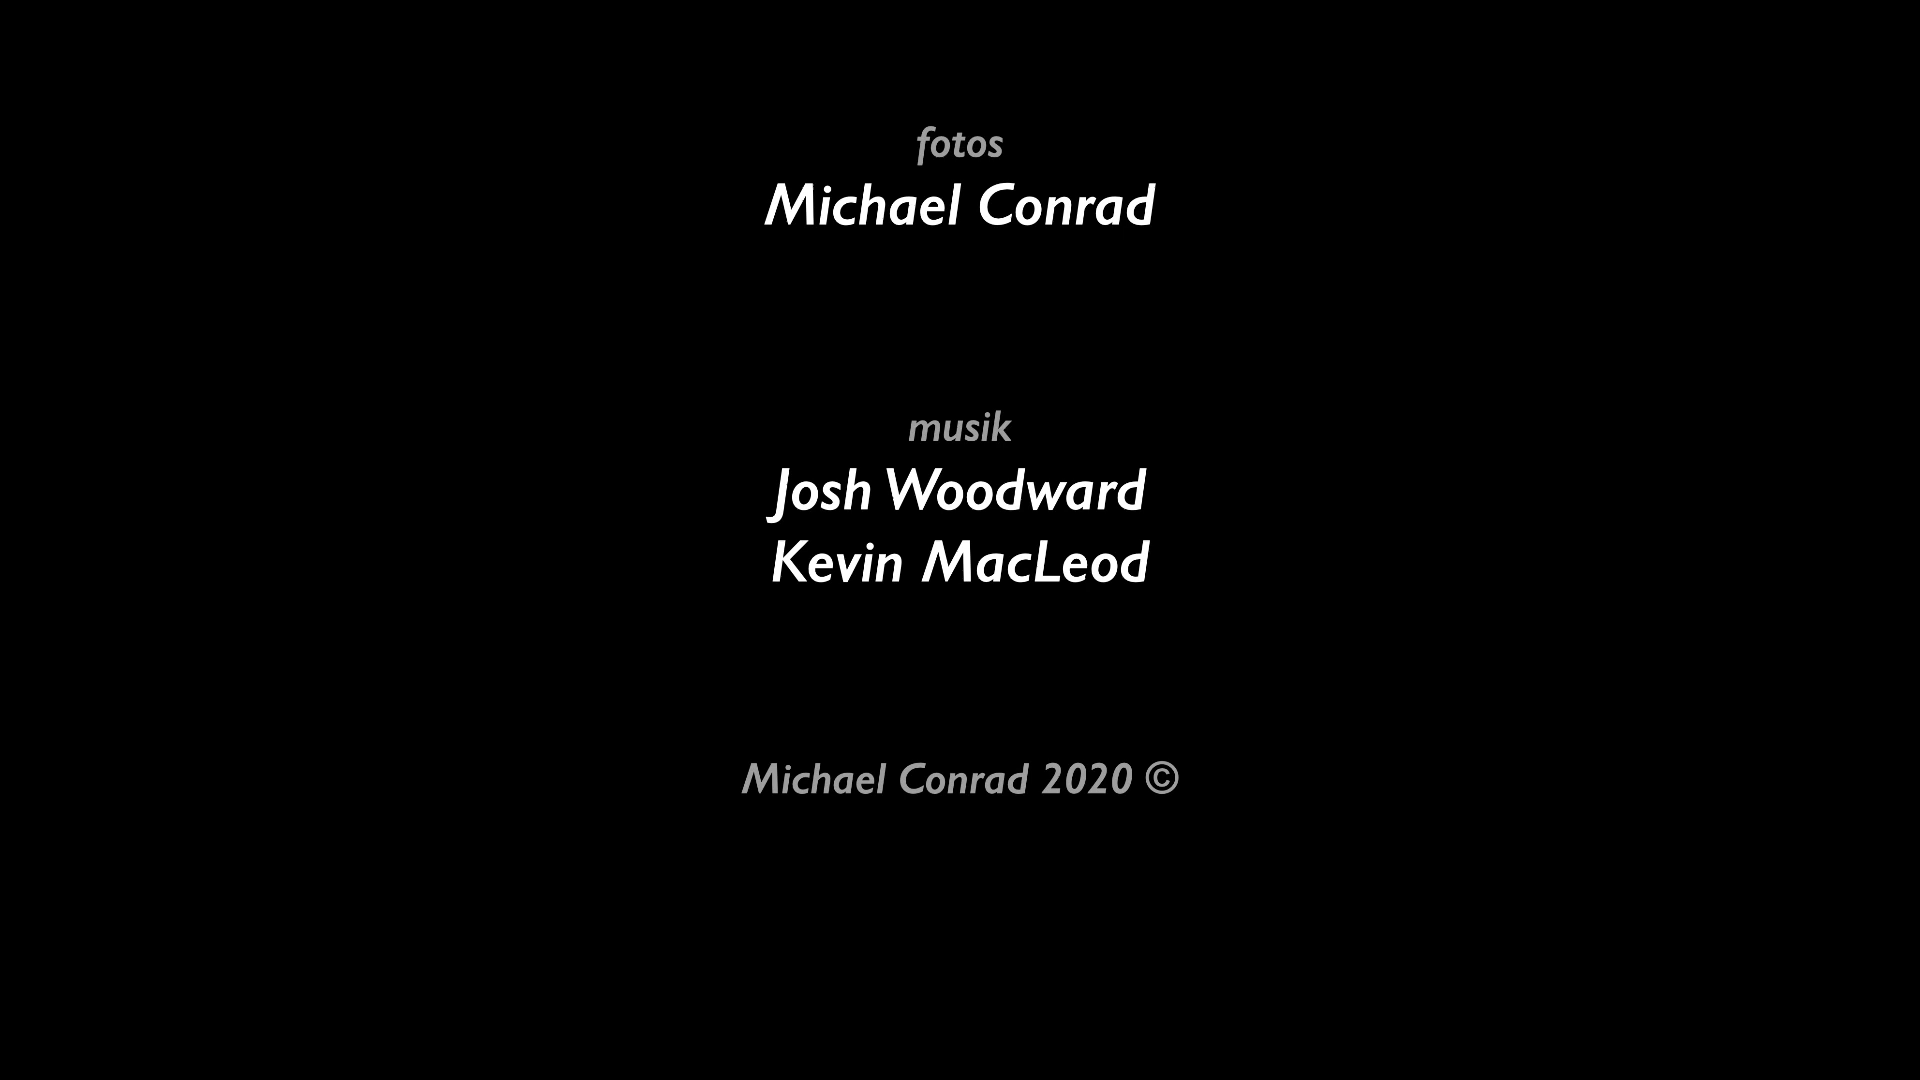 fotos
Michael Conrad
musik
Josh Woodward
Kevin MacLeod
Michael Conrad 2020 ©